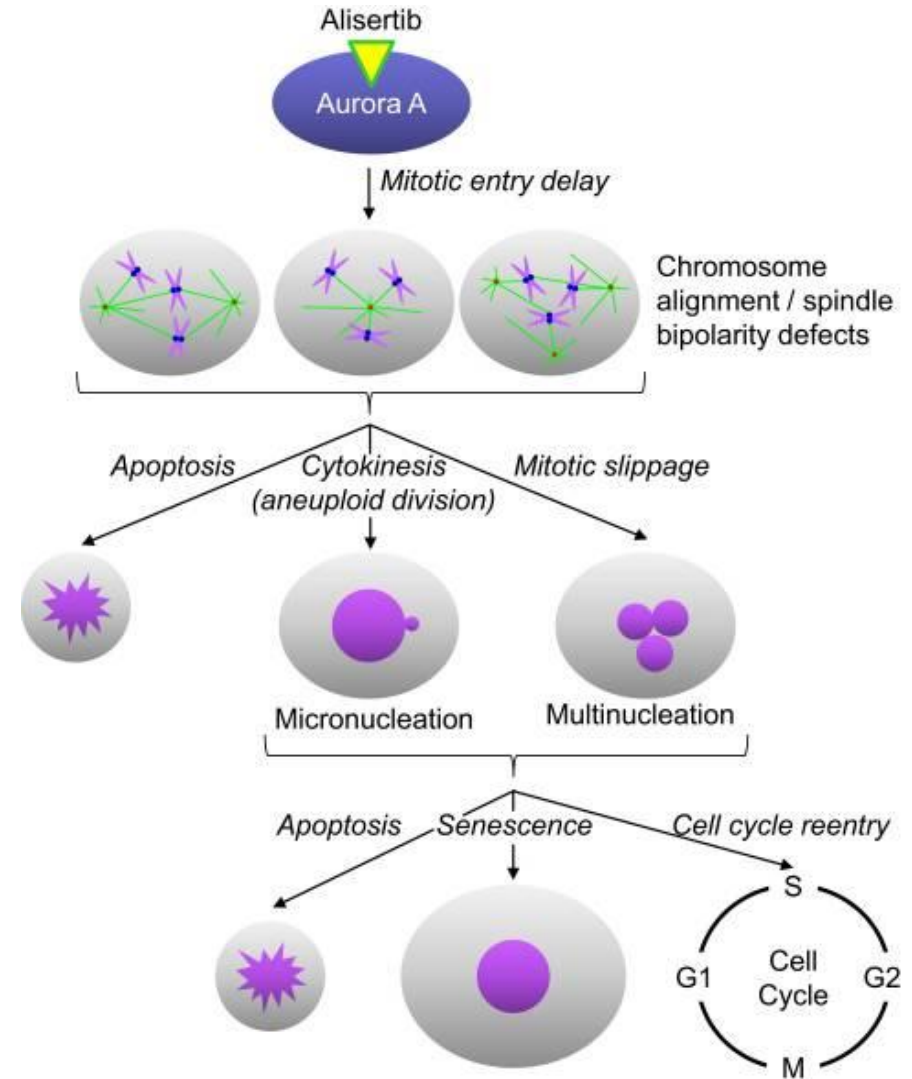 Alisertib
Aurora A
Mitotic entry delay
Chromosome
alignment / spindle
bipolarity defects
Apoptosis
Cytokinesis
(aneuploid division)
Mitotic slippage
Micronucleation
Multinucleation
Apoptosis
Senescence
Cell cycle reentry
S
G1
Cell
Cycle
G2
M